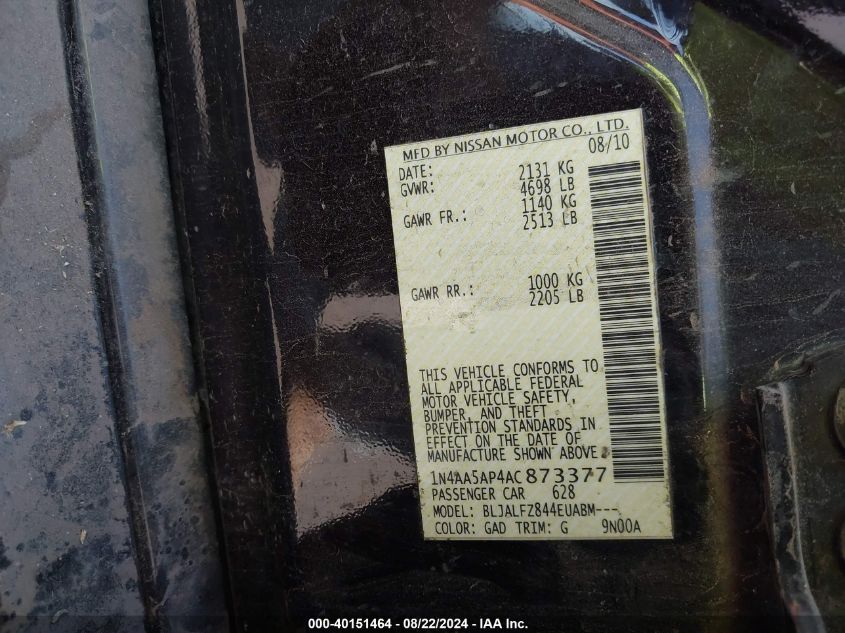 MFD BY NISSAN MOTOR CO., LTD.
DATE: 08/10
GVWR: 2131 KG
4698 LB
GAWR FR.: 1140 KG
2513 LB
GAWR RR.: 1000 KG
2205 LB
THIS VEHICLE CONFORMS TO
ALL APPLICABLE FEDERAL
MOTOR VEHICLE SAFETY,
BUMPER, AND THEFT
PREVENTION STANDARDS IN
EFFECT ON THE DATE OF
MANUFACTURE SHOWN ABOVE
1N4AA5AP4AC873377
PASSENGER CAR 628
MODEL: BLJALFZ844EUABM---
COLOR: GAD TRIM: G 9N00A
000-40151464 - 08/22/2024 - IAA Inc.